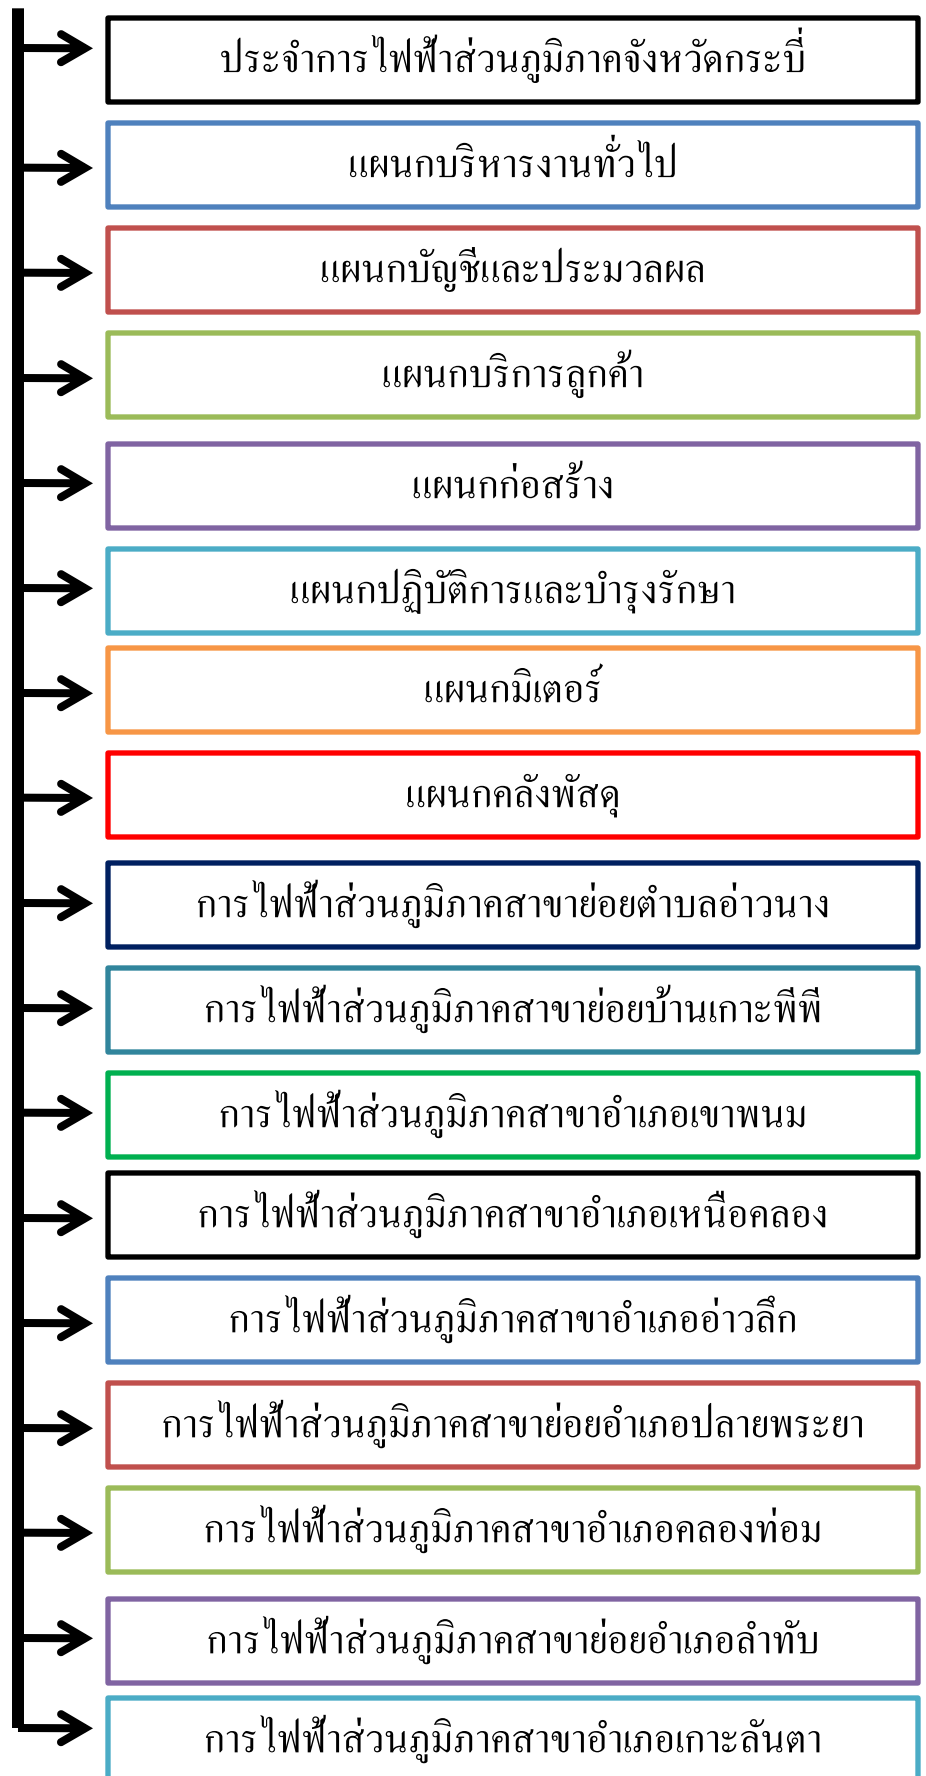 ประจำการไฟฟ้าส่วนภูมิภาคจังหวัดกระบี่
แผนกบริหารงานทั่วไป
แผนกบัญชีและประมวลผล
แผนกบริการลูกค้า
แผนกก่อสร้าง
แผนกปฏิบัติการและบำรุงรักษา
แผนกมิเตอร์
แผนกคลังพัสดุ
การไฟฟ้าส่วนภูมิภาคสาขาย่อยตำบลอ่าวนาง
การไฟฟ้าส่วนภูมิภาคสาขาย่อยบ้านเกาะพีพี
การไฟฟ้าส่วนภูมิภาคสาขาอำเภอเขาพนม
การไฟฟ้าส่วนภูมิภาคสาขาอำเภอเหนือคลอง
การไฟฟ้าส่วนภูมิภาคสาขาอำเภออ่าวลึก
การไฟฟ้าส่วนภูมิภาคสาขาย่อยอำเภอปลายพระยา
การไฟฟ้าส่วนภูมิภาคสาขาอำเภอคลองท่อม
การไฟฟ้าส่วนภูมิภาคสาขาย่อยอำเภอลำทับ
การไฟฟ้าส่วนภูมิภาคสาขาอำเภอเกาะลันตา